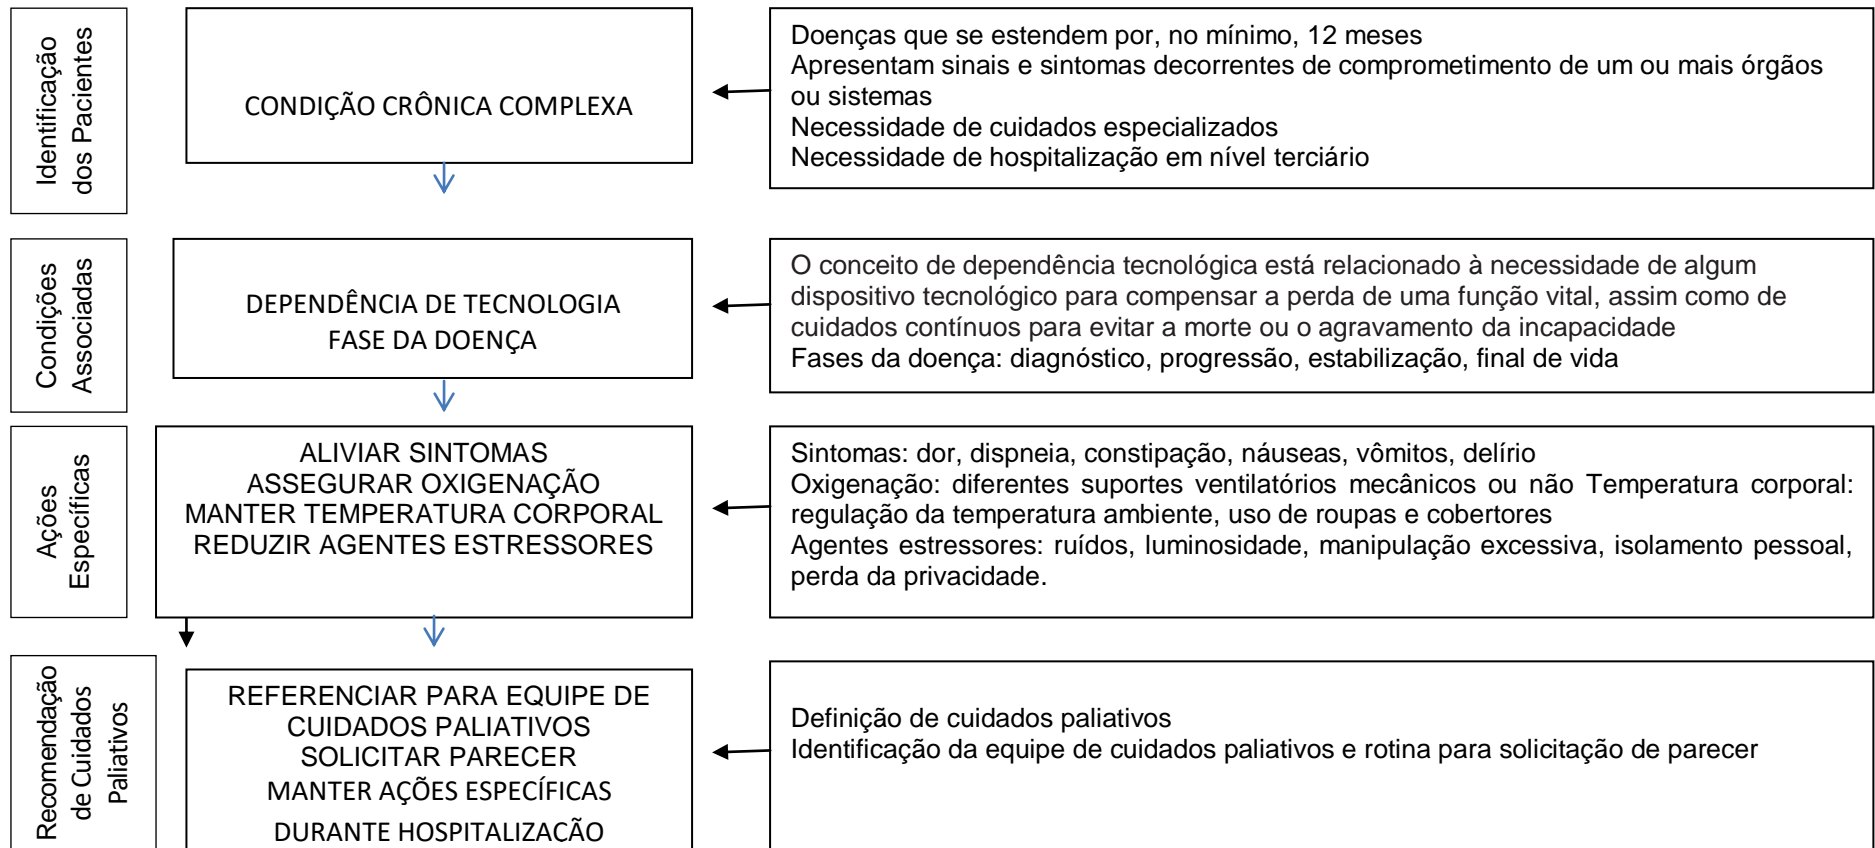 Identificação
dos Pacientes
CONDIÇÃO CRÔNICA COMPLEXA
Doenças que se estendem por, no mínimo, 12 meses
Apresentam sinais e sintomas decorrentes de comprometimento de um ou mais órgãos
ou sistemas
Necessidade de cuidados especializados
Necessidade de hospitalização em nível terciário
Condições
Associadas
DEPENDÊNCIA DE TECNOLOGIA
FASE DA DOENÇA
O conceito de dependência tecnológica está relacionado à necessidade de algum
dispositivo tecnológico para compensar a perda de uma função vital, assim como de
cuidados contínuos para evitar a morte ou o agravamento da incapacidade
Fases da doença: diagnóstico, progressão, estabilização, final de vida
Ações
Específicas
ALIVIAR SINTOMAS
ASSEGURAR OXIGENAÇÃO
MANTER TEMPERATURA CORPORAL
REDUZIR AGENTES ESTRESSORES
Sintomas: dor, dispneia, constipação, náuseas, vômitos, delírio
Oxigenação: diferentes suportes ventilatórios mecânicos ou não Temperatura corporal:
regulação da temperatura ambiente, uso de roupas e cobertores
Agentes estressores: ruídos, luminosidade, manipulação excessiva, isolamento pessoal,
perda da privacidade.
Recomendação
de Cuidados
Paliativos
REFERENCIAR PARA EQUIPE DE
CUIDADOS PALIATIVOS
SOLICITAR PARECER
MANTER AÇÕES ESPECÍFICAS
DURANTE HOSPITALIZAÇÃO
Definição de cuidados paliativos
Identificação da equipe de cuidados paliativos e rotina para solicitação de parecer